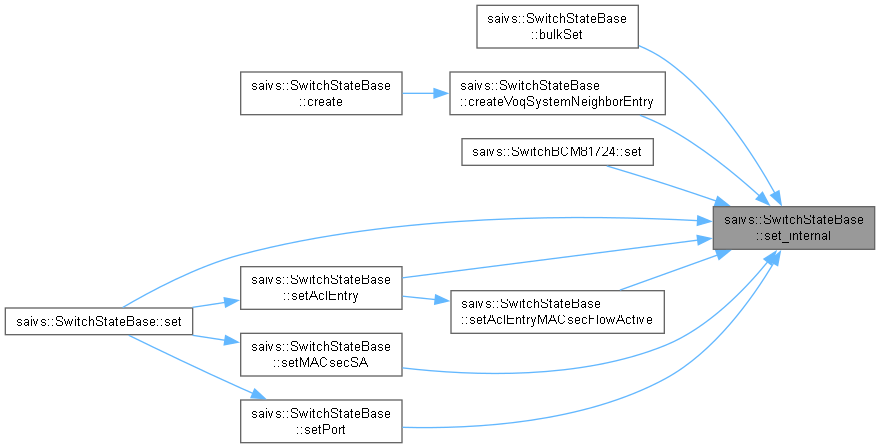 saivs::SwitchStateBase
::bulkSet
saivs::SwitchStateBase
::create
saivs::SwitchStateBase
::createVoqSystemNeighborEntry
saivs::SwitchBCM81724::set
saivs::SwitchStateBase
::set_internal
saivs::SwitchStateBase
::setAclEntry
saivs::SwitchStateBase
::setAclEntryMACsecFlowActive
saivs::SwitchStateBase::set
saivs::SwitchStateBase
::setMACsecSA
saivs::SwitchStateBase
::setPort